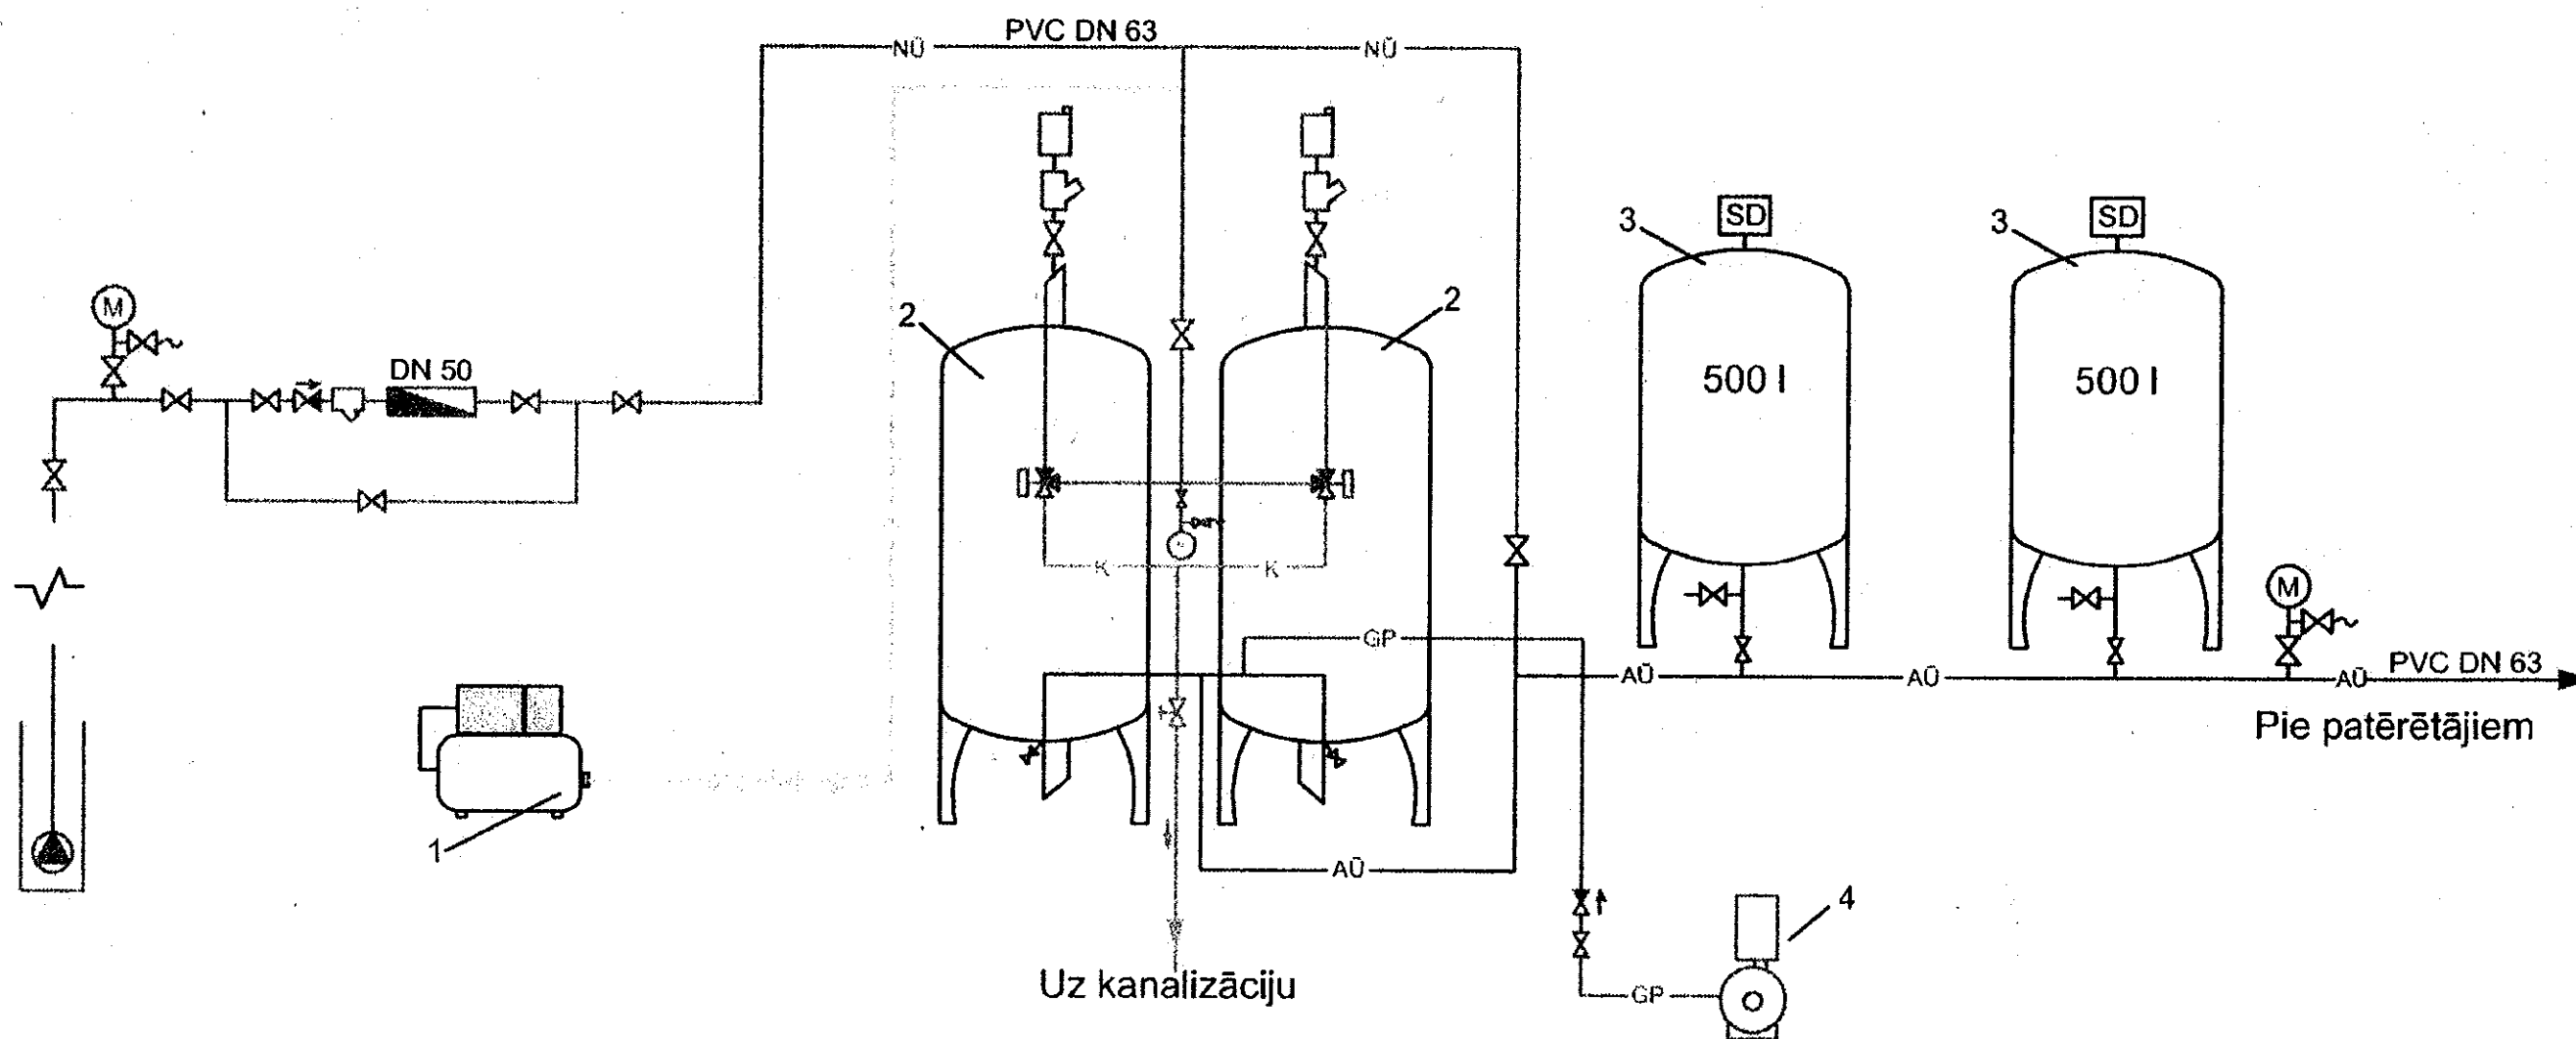 PVC DN 63
NŪ
NŪ
M
DN 50
2
2
3
SD
3
SD
500 l
500 l
K
K
M
GP
AŪ
AŪ
AŪ
PVC DN 63
Pie patērētājiem
1
AŪ
4
Uz kanalizāciju
GP